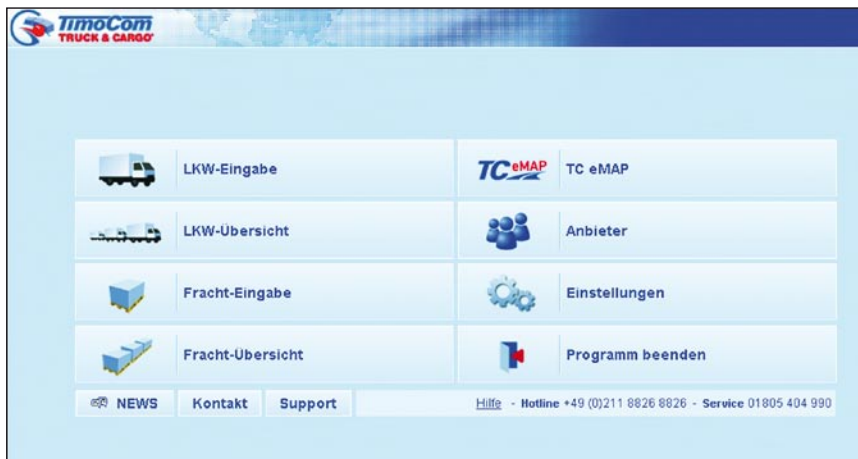 TimoCom
TRUCK & CARGO
LKW-Eingabe
TC eMAP TC eMAP
LKW-Übersicht
Anbieter
Fracht-Eingabe
Einstellungen
Fracht-Übersicht
Programm beenden
NEWS Kontakt Support
Hilfe - Hotline +49 (0)211 8826 8826 - Service 01805 404 990